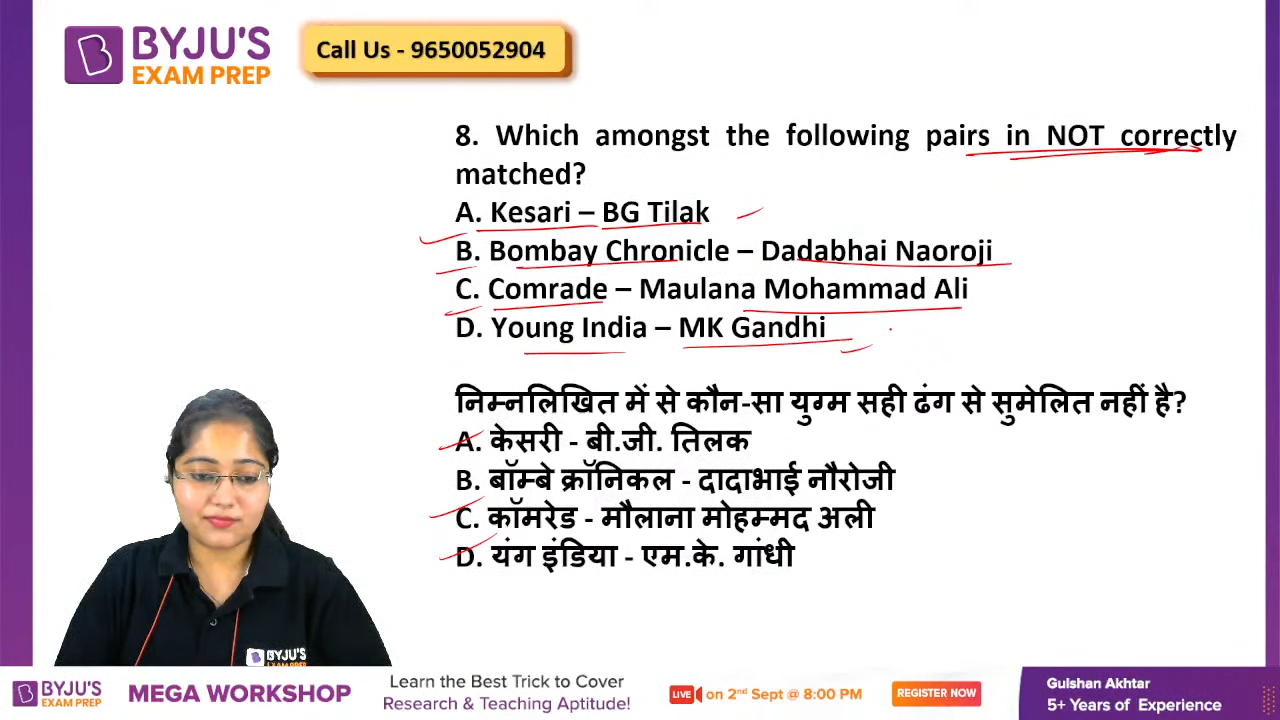 BYJU'S
EXAM PREP
Call Us - 9650052904
8. Which amongst the following pairs in NOT correctly
matched?
A. Kesari – BG Tilak
B. Bombay Chronicle – Dadabhai Naoroji
C. Comrade – Maulana Mohammad Ali
D. Young India – MK Gandhi
निम्नलिखित में से कौन-सा युग्म सही ढंग से सुमेलित नहीं है?
A. केसरी - बी.जी. तिलक
B. बॉम्बे क्रॉनिकल - दादाभाई नौरोजी
C. कॉमरेड - मौलाना मोहम्मद अली
D. यंग इंडिया - एम.के. गांधी
BYJU'S
EXAM PREP
BYJU'S
EXAM PREP
MEGA WORKSHOP
Learn the Best Trick to Cover
Research & Teaching Aptitude!
LIVE on 2nd Sept @ 8:00 PM
REGISTER NOW
Gulshan Akhtar
5+ Years of Experience